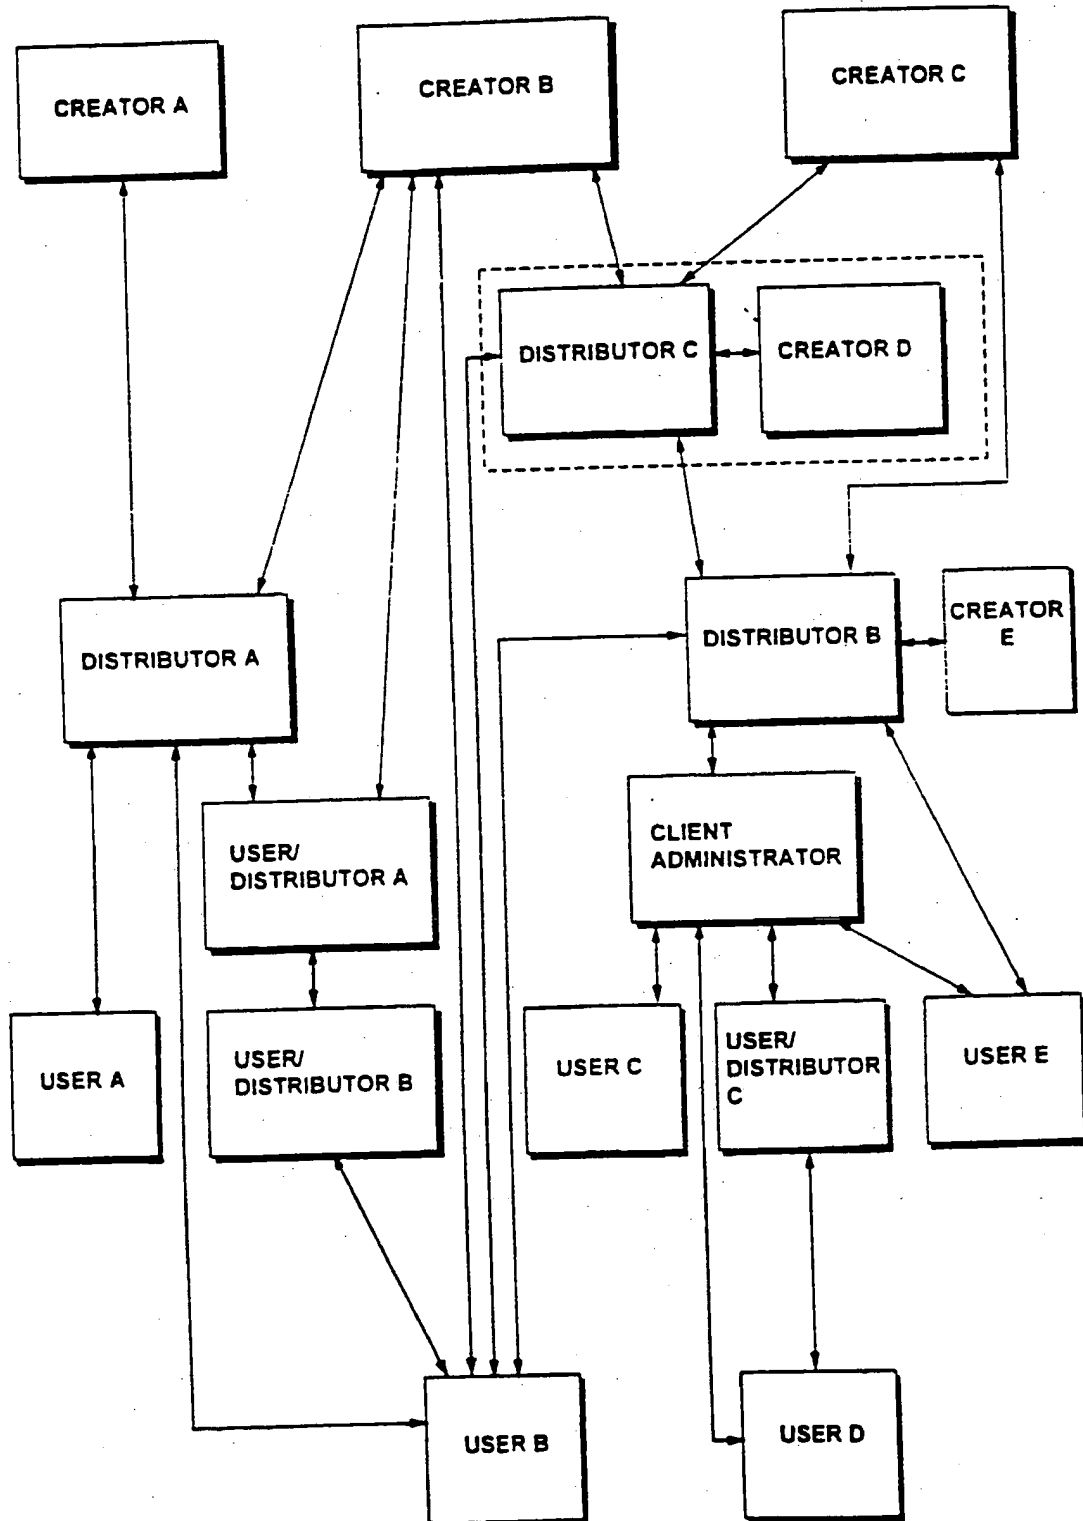 CREATOR A
CREATOR B
CREATOR C
DISTRIBUTOR C
CREATOR D
DISTRIBUTOR A
DISTRIBUTOR B
CREATOR
E
USER/
DISTRIBUTOR A
CLIENT
ADMINISTRATOR
USER A
USER/
DISTRIBUTOR B
USER C
USER/
DISTRIBUTOR
C
USER E
USER B
USER D